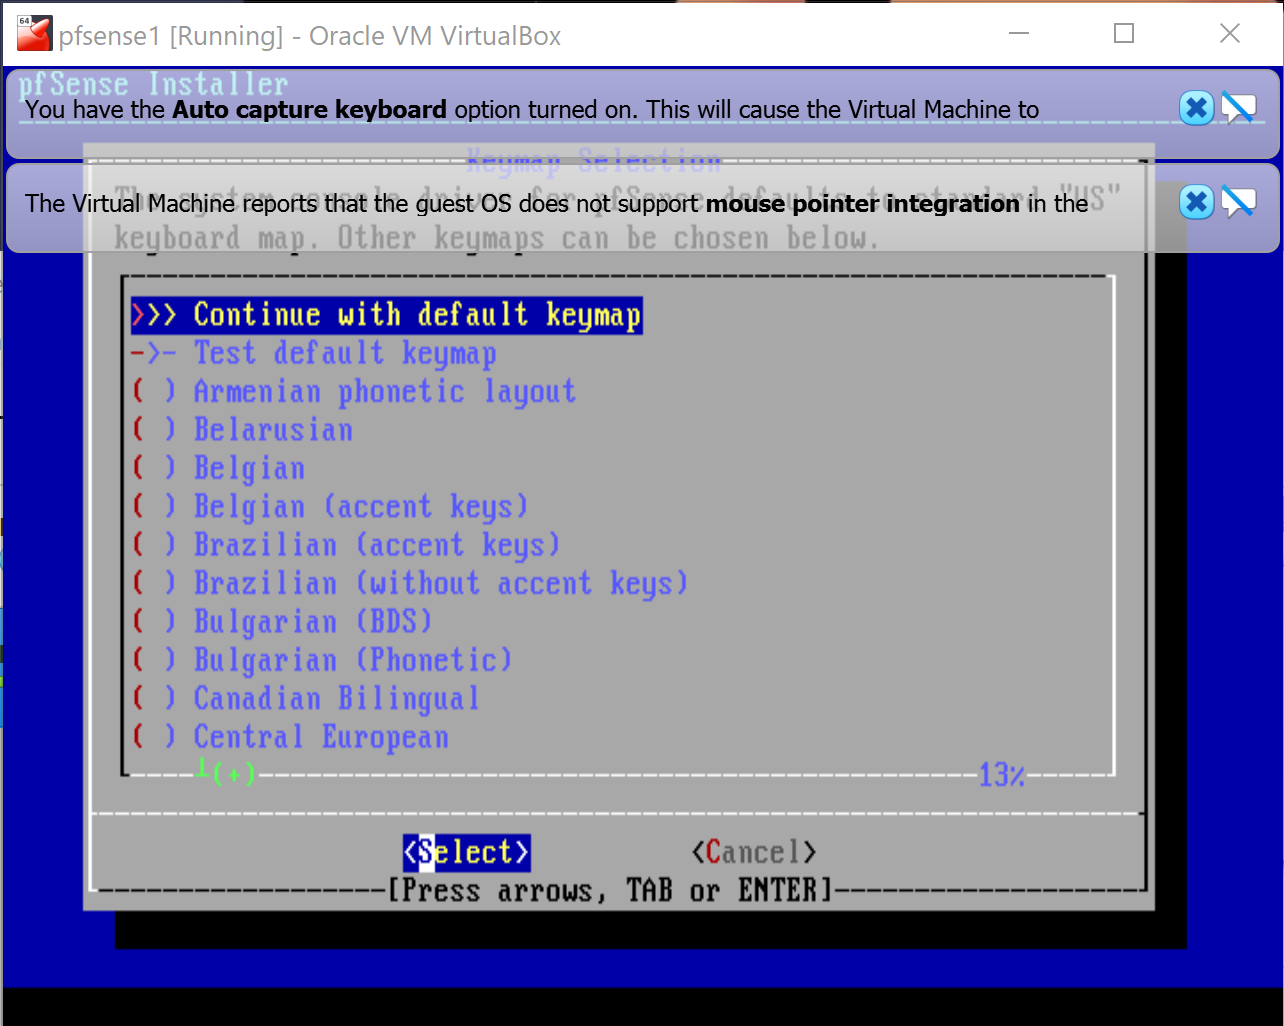 64
pfsense1 [Running] - Oracle VM VirtualBox
pfSense Installer
You have the Auto capture keyboard option turned on. This will cause the Virtual Machine to
Keymap Selection
The system console driver for pfSense defaults to standard "US"
The Virtual Machine reports that the guest OS does not support mouse pointer integration in the
keyboard map. Other keymaps can be chosen below.
>>> Continue with default keymap
->- Test default keymap
( ) Armenian phonetic layout
( ) Belarusian
( ) Belgian
( ) Belgian (accent keys)
( ) Brazilian (accent keys)
( ) Brazilian (without accent keys)
( ) Bulgarian (BDS)
( ) Bulgarian (Phonetic)
( ) Canadian Bilingual
( ) Central European
┴(+) 13%
<Select> <Cancel>
[Press arrows, TAB or ENTER]